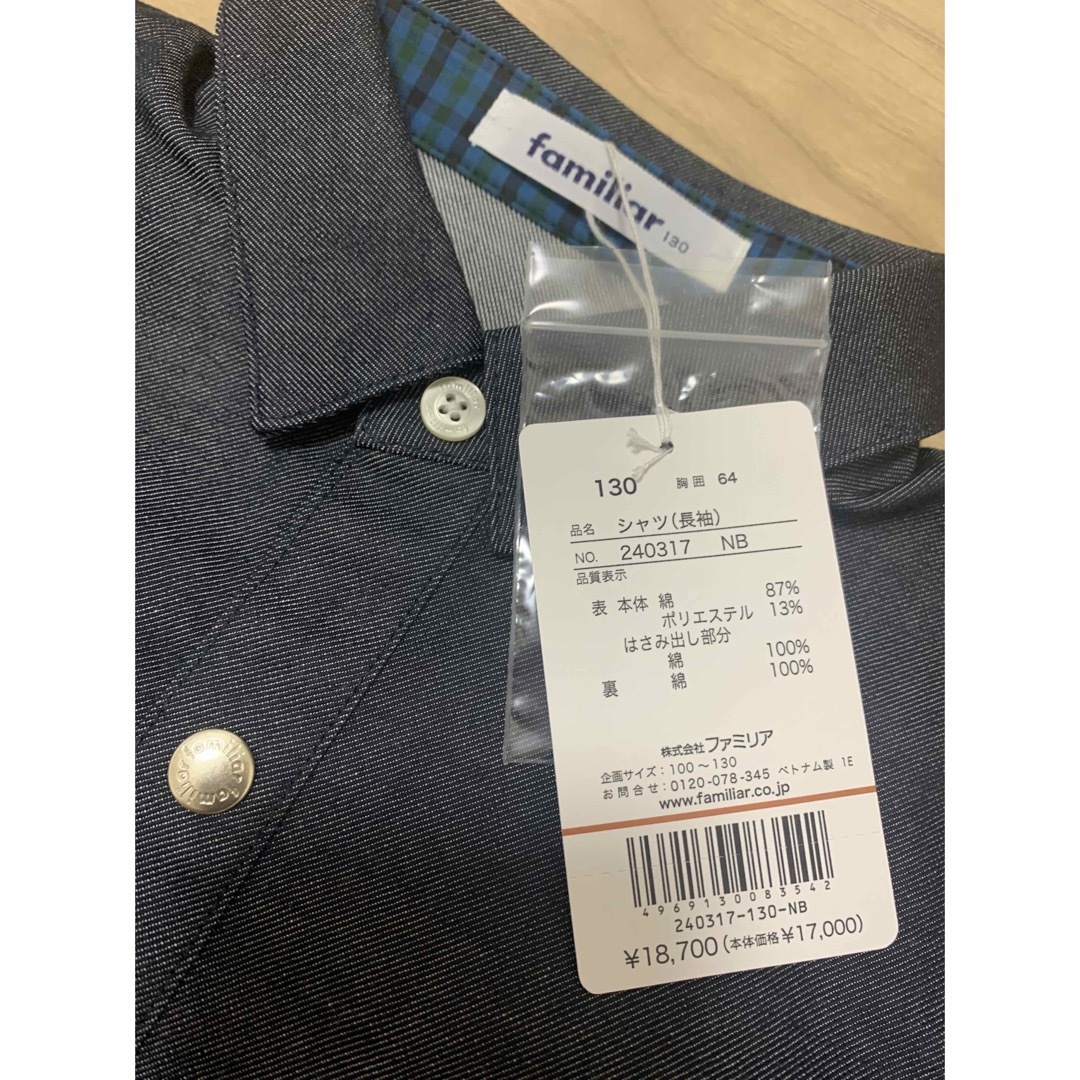 familiar
130
familiar
familiar familiar
130 胸囲 64
品名 シャツ(長袖)
NO. 240317 NB
品質表示
表 本体 綿 87%
ポリエステル 13%
はさみ出し部分
綿 100%
裏 綿 100%
株式会社ファミリア
企画サイズ:100〜130
お問合せ:0120-078-345 ベトナム製 1E
www.familiar.co.jp
4969130083542
240317-130-NB
¥18,700(本体価格¥17,000)